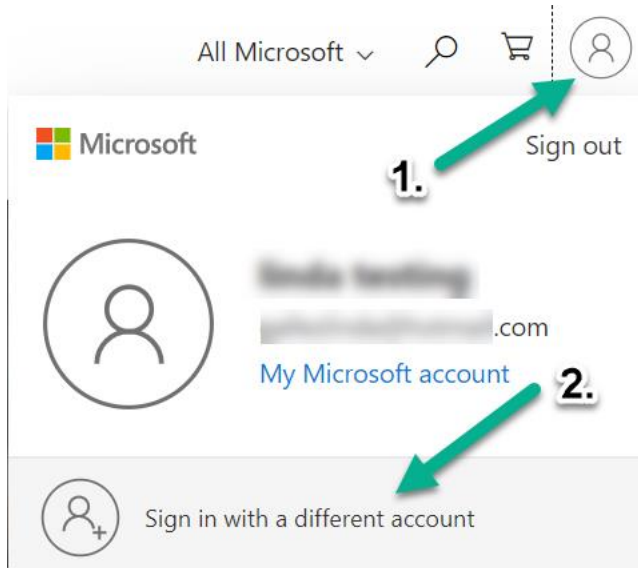 All Microsoft
Microsoft
Sign out
1.
.com
My Microsoft account
2.
Sign in with a different account